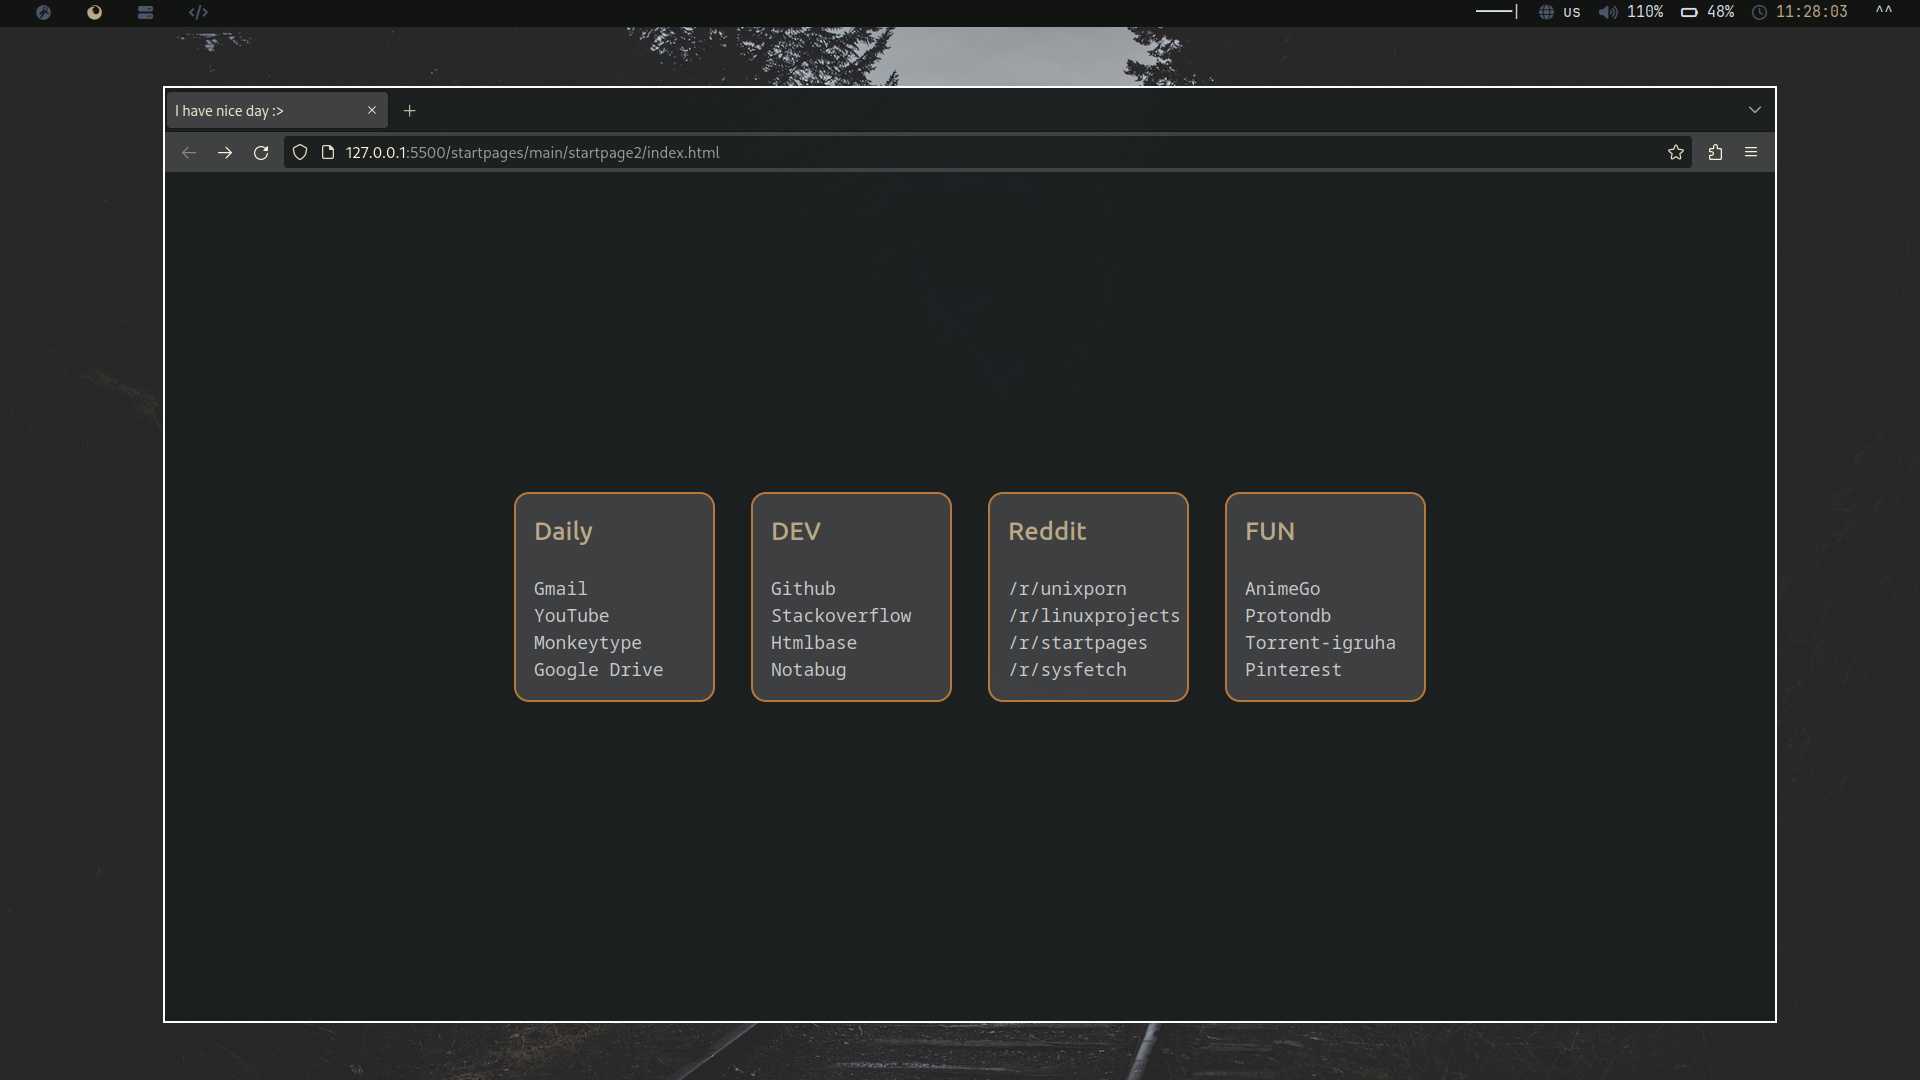 US 110% 48% 11:28:03 ^^
I have nice day :>
127.0.0.1:5500/startpages/main/startpage2/index.html
Daily
Gmail
YouTube
Monkeytype
Google Drive
DEV
Github
Stackoverflow
Htmlbase
Notabug
Reddit
/r/unixporn
/r/linuxprojects
/r/startpages
/r/sysfetch
FUN
AnimeGo
Protondb
Torrent-igruha
Pinterest